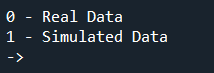 0 - Real Data
1 - Simulated Data
->